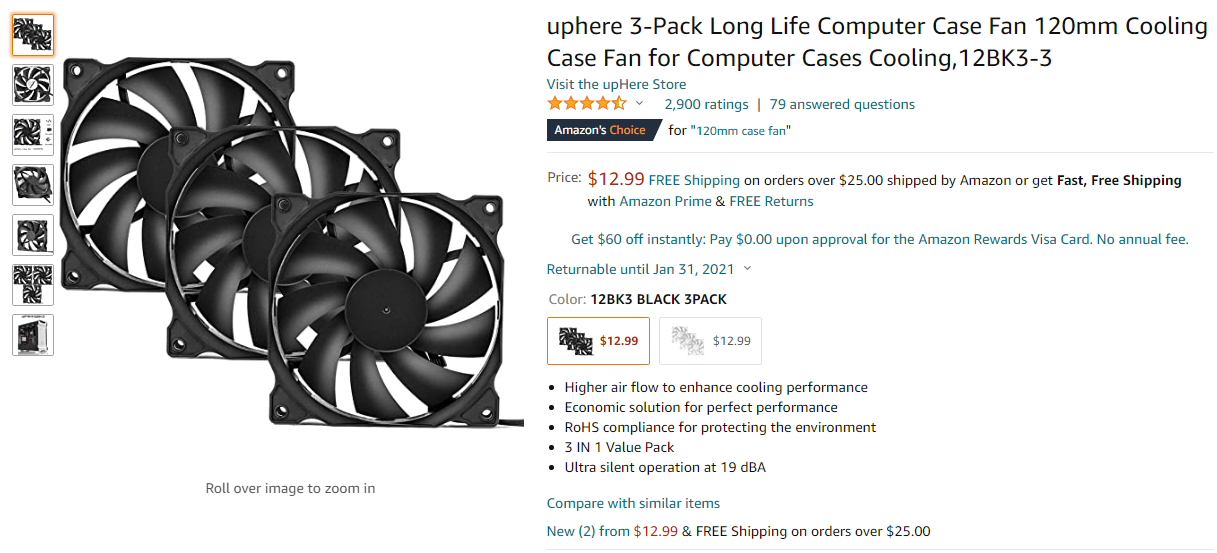 uphere 3-Pack Long Life Computer Case Fan 120mm Cooling
Case Fan for Computer Cases Cooling,12BK3-3
Visit the upHere Store
2,900 ratings | 79 answered questions
Amazon's Choice for "120mm case fan"
Price: $12.99 FREE Shipping on orders over $25.00 shipped by Amazon or get Fast, Free Shipping
with Amazon Prime & FREE Returns
Get $60 off instantly: Pay $0.00 upon approval for the Amazon Rewards Visa Card. No annual fee.
Returnable until Jan 31, 2021
Color: 12BK3 BLACK 3PACK
$12.99 $12.99
• Higher air flow to enhance cooling performance
• Economic solution for perfect performance
• RoHS compliance for protecting the environment
• 3 IN 1 Value Pack
• Ultra silent operation at 19 dBA
Roll over image to zoom in
Compare with similar items
New (2) from $12.99 & FREE Shipping on orders over $25.00